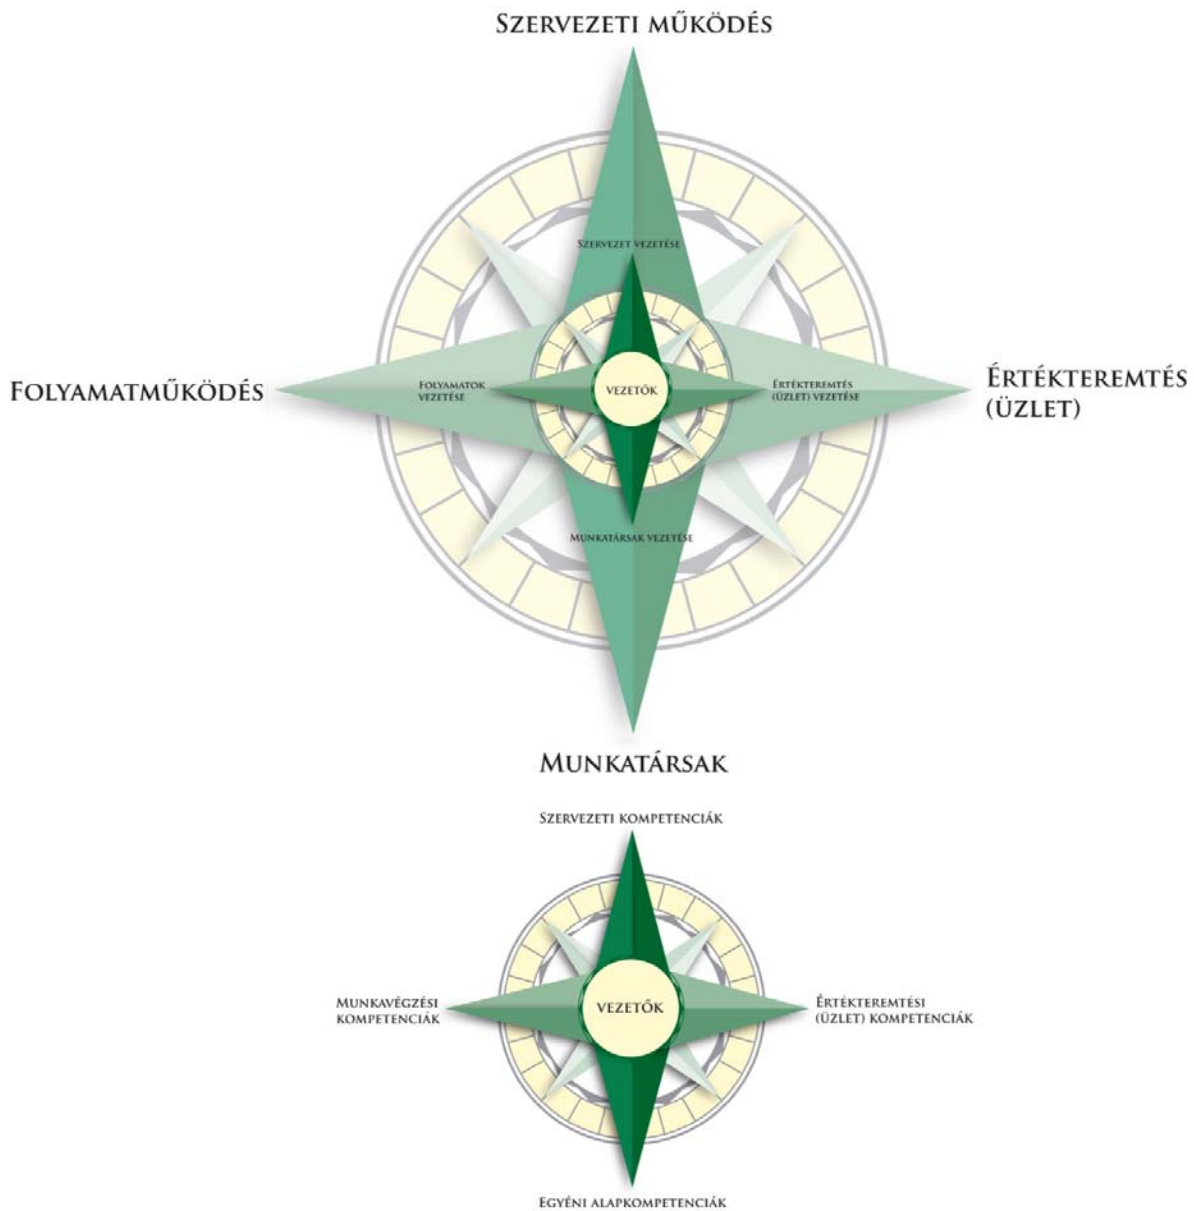 SZERVEZETI MŰKÖDÉS
SZERVEZET VEZETÉSE
FOLYAMATMŰKÖDÉS
FOLYAMATOK
VEZETÉSE
VEZETŐK
ÉRTÉKTEREMTÉS
(ÜZLET) VEZETÉSE
ÉRTÉKTEREMTÉS
(ÜZLET)
MUNKATÁRSAK VEZETÉSE
MUNKATÁRSAK
SZERVEZETI KOMPETENCIÁK
MUNKAVÉGZÉSI
KOMPETENCIÁK
VEZETŐK
ÉRTÉKTEREMTÉSI
(ÜZLET) KOMPETENCIÁK
EGYÉNI ALAPKOMPETENCIÁK